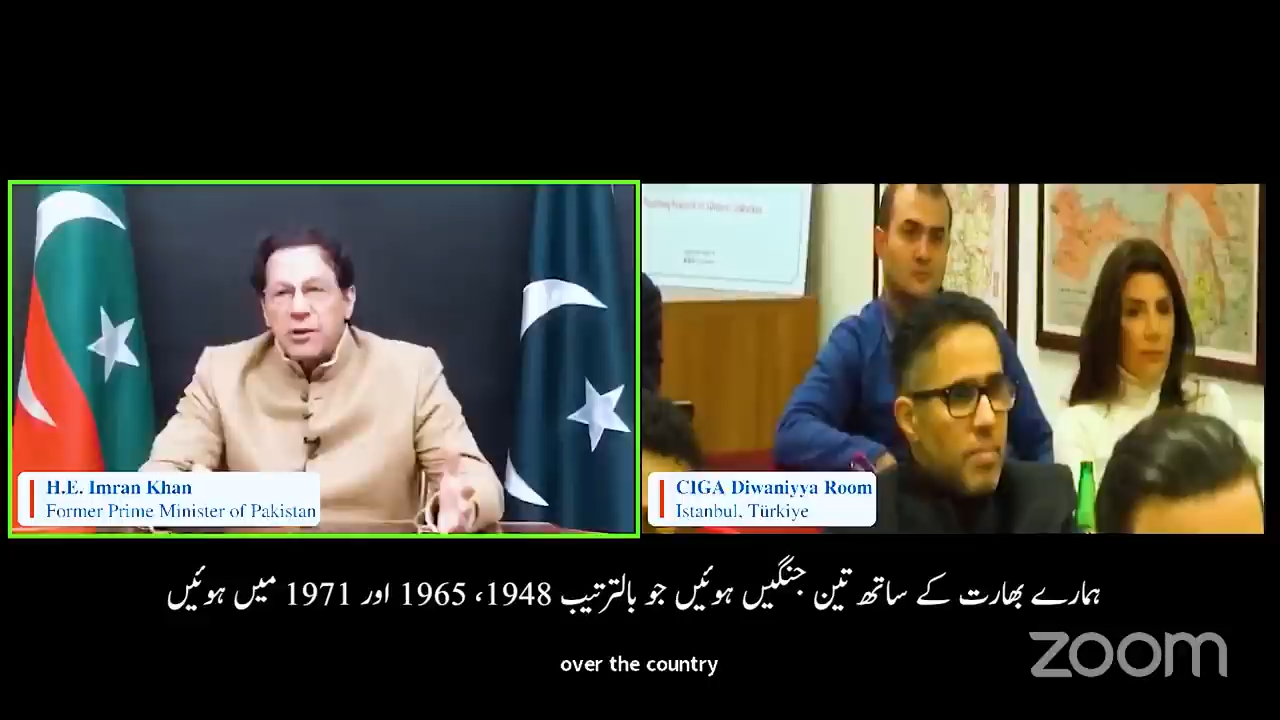 H.E. Imran Khan
Former Prime Minister of Pakistan
CIGA Diwaniyya Room
Istanbul, Türkiye
ہمارے بھارت کے ساتھ تین جنگیں ہوئیں جو بالترتیب 1948، 1965 اور 1971 میں ہوئیں
over the country
zoom